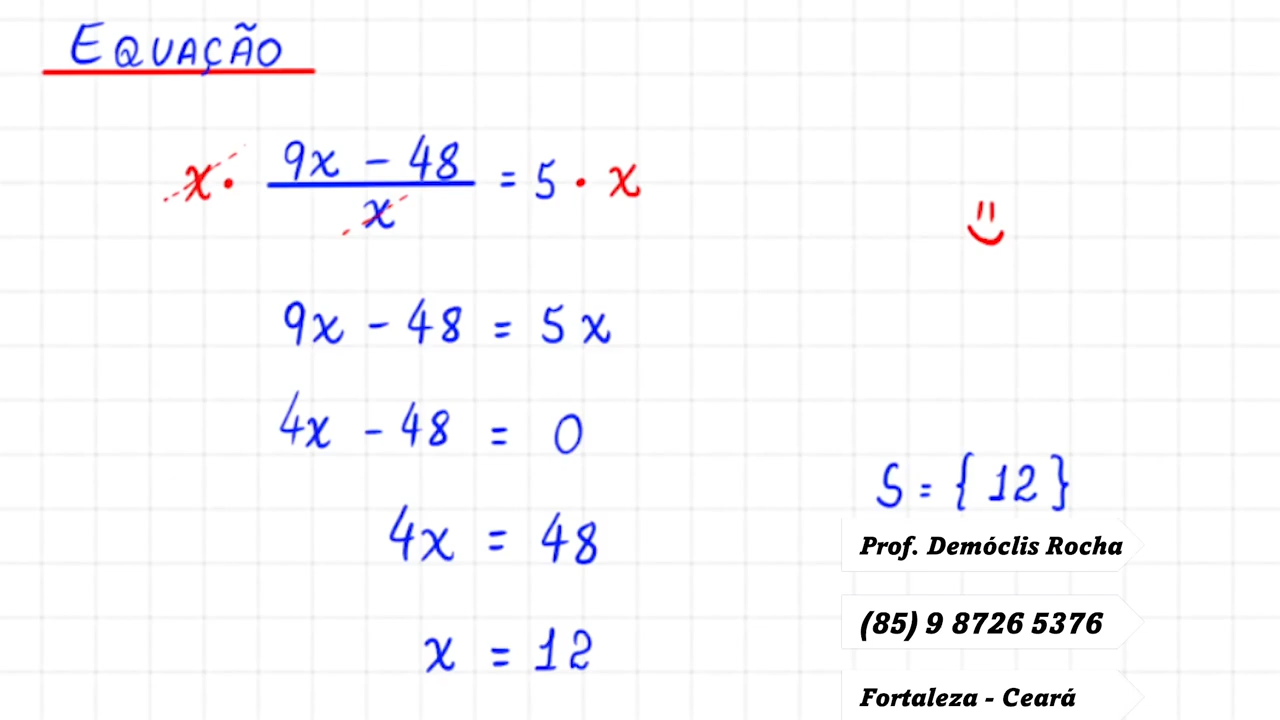 EQUAÇÃO
x · (9x - 48)/x = 5 · x
9x - 48 = 5x
4x - 48 = 0
4x = 48
x = 12
S = {12}
Prof. Demóclis Rocha
(85) 9 8726 5376
Fortaleza - Ceará